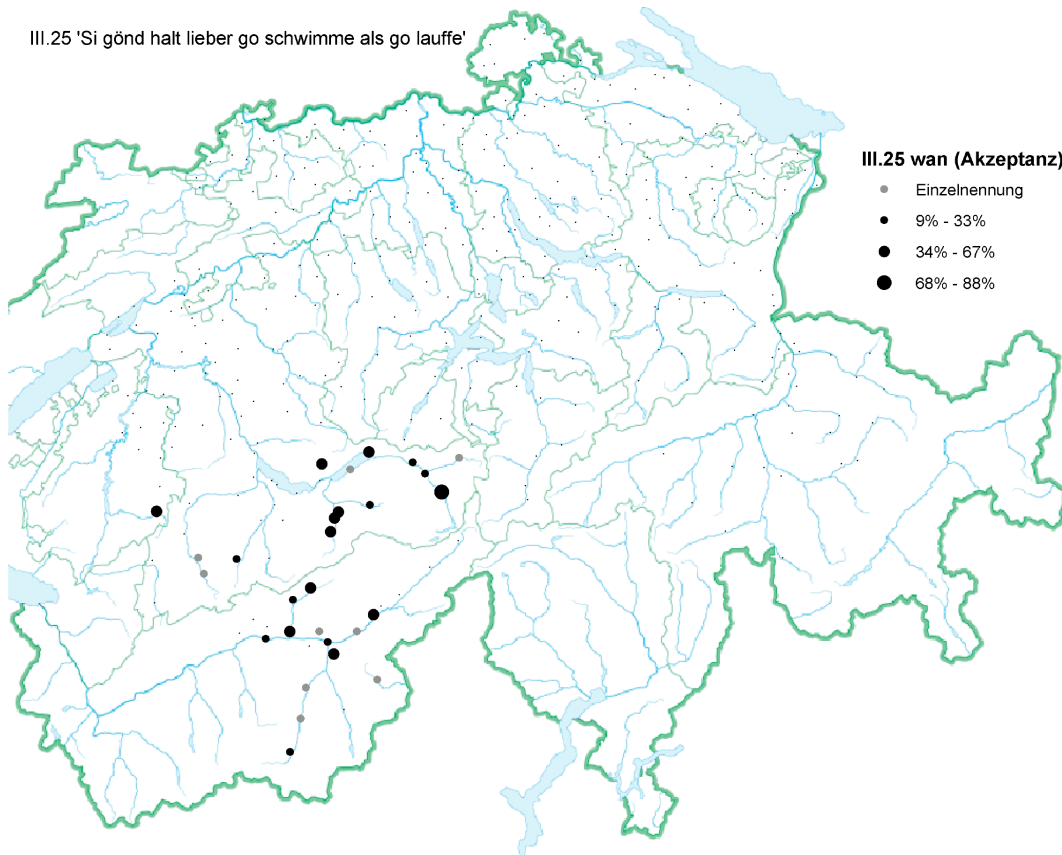 III.25 'Si gönd halt lieber go schwimme als go lauffe'
III.25 wan (Akzeptanz)
Einzelnennung
9% - 33%
34% - 67%
68% - 88%